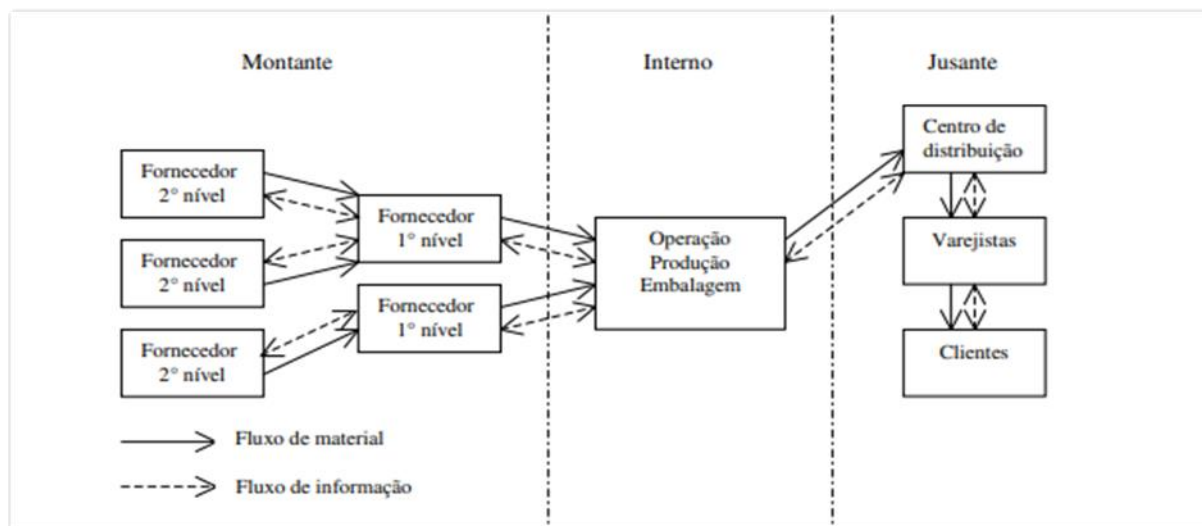 Montante
Interno
Jusante
Fornecedor
2° nível
Fornecedor
2° nível
Fornecedor
2° nível
Fornecedor
1° nível
Fornecedor
1° nível
Operação
Produção
Embalagem
Centro de
distribuição
Varejistas
Clientes
Fluxo de material
Fluxo de informação